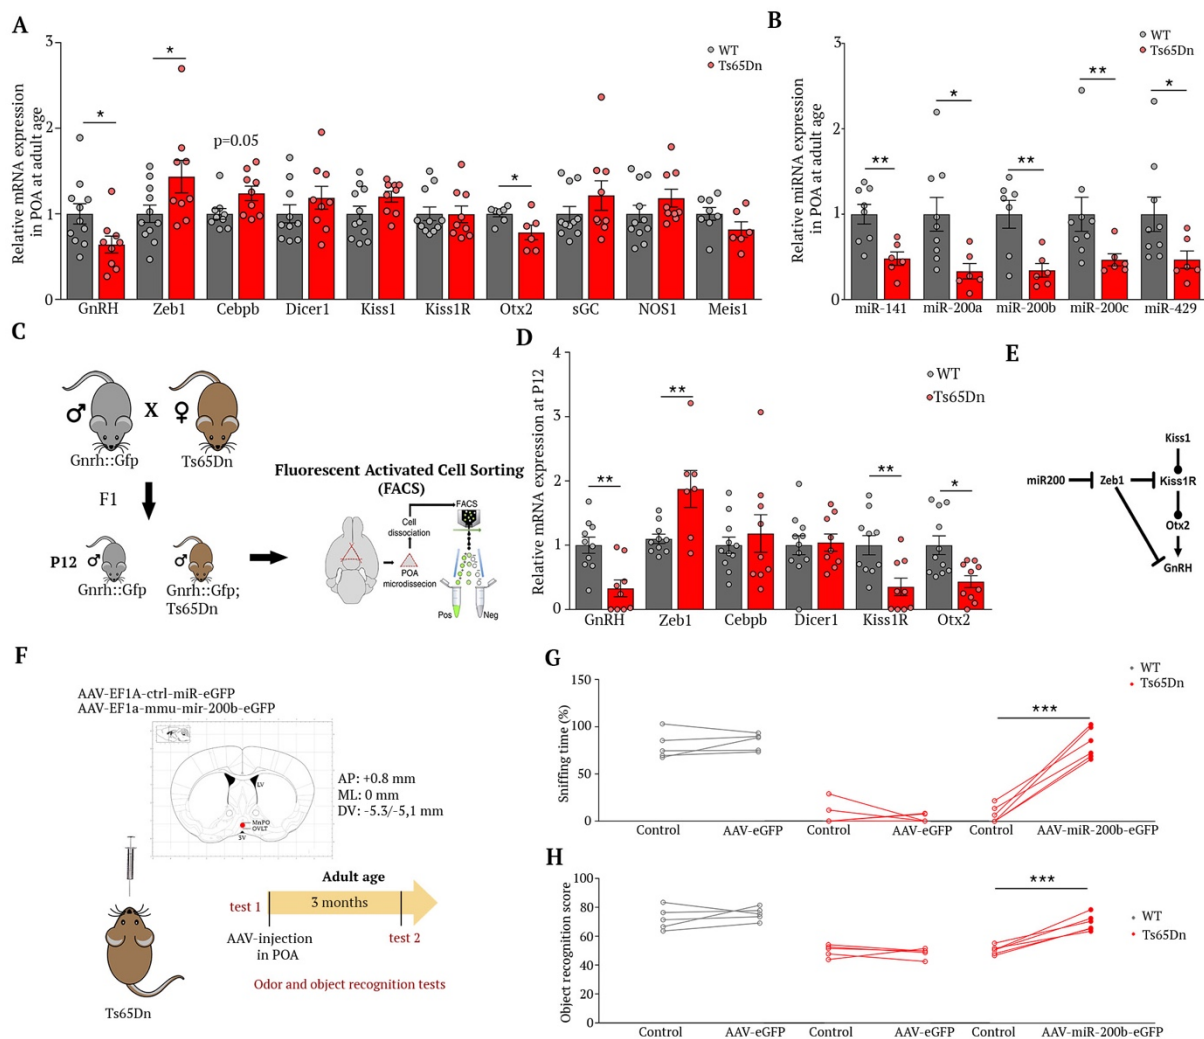 A
Relative mRNA expression
in POA at adult age
3
2
1
0
*
*
p=0.05
*
WT
Ts65Dn
GnRH Zeb1 Cebpb Dicer1 Kiss1 Kiss1R Otx2 sGC NOS1 Meis1
B
Relative miRNA expression
in POA at adult age
3
2
1
0
**
*
**
**
*
WT
Ts65Dn
miR-141 miR-200a miR-200b miR-200c miR-429
C
♂ X ♀
Gnrh::Gfp Ts65Dn
F1
P12 ♂ ♂
Gnrh::Gfp Gnrh::Gfp;
Ts65Dn
Fluorescent Activated Cell Sorting
(FACS)
FACS
Cell
dissociation
POA
microdissecion
Pos Neg
D
Relative mRNA expression at P12
4
3
2
1
0
**
**
**
*
WT
Ts65Dn
GnRH Zeb1 Cebpb Dicer1 Kiss1R Otx2
E
Kiss1
miR200 Zeb1 Kiss1R
Otx2
GnRH
F
AAV-EF1A-ctrl-miR-eGFP
AAV-EF1a-mmu-mir-200b-eGFP
LV
MnPO
OVLT
3V
AP: +0.8 mm
ML: 0 mm
DV: -5.3/-5,1 mm
Adult age
test 1 3 months
AAV-injection test 2
in POA
Odor and object recognition tests
Ts65Dn
G
Sniffing time (%)
150
100
50
0
***
WT
Ts65Dn
Control AAV-eGFP Control AAV-eGFP Control AAV-miR-200b-eGFP
H
Object recognition score
100
80
60
40
20
0
***
WT
Ts65Dn
Control AAV-eGFP Control AAV-eGFP Control AAV-miR-200b-eGFP